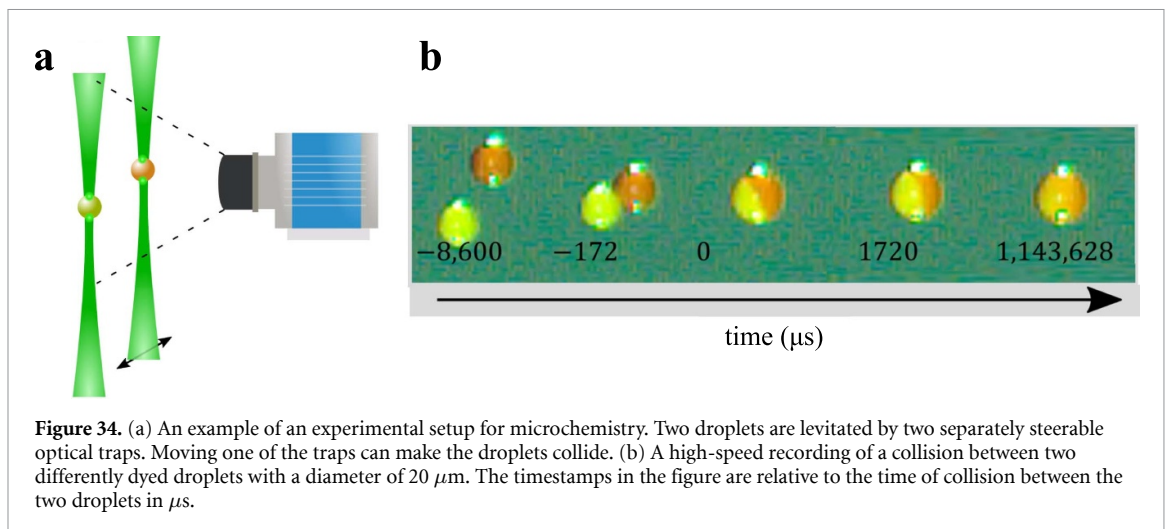 a
b
−8,600 −172 0 1720 1,143,628
time (μs)
Figure 34. (a) An example of an experimental setup for microchemistry. Two droplets are levitated by two separately steerable
optical traps. Moving one of the traps can make the droplets collide. (b) A high-speed recording of a collision between two
differently dyed droplets with a diameter of 20 μm. The timestamps in the figure are relative to the time of collision between the
two droplets in μs.